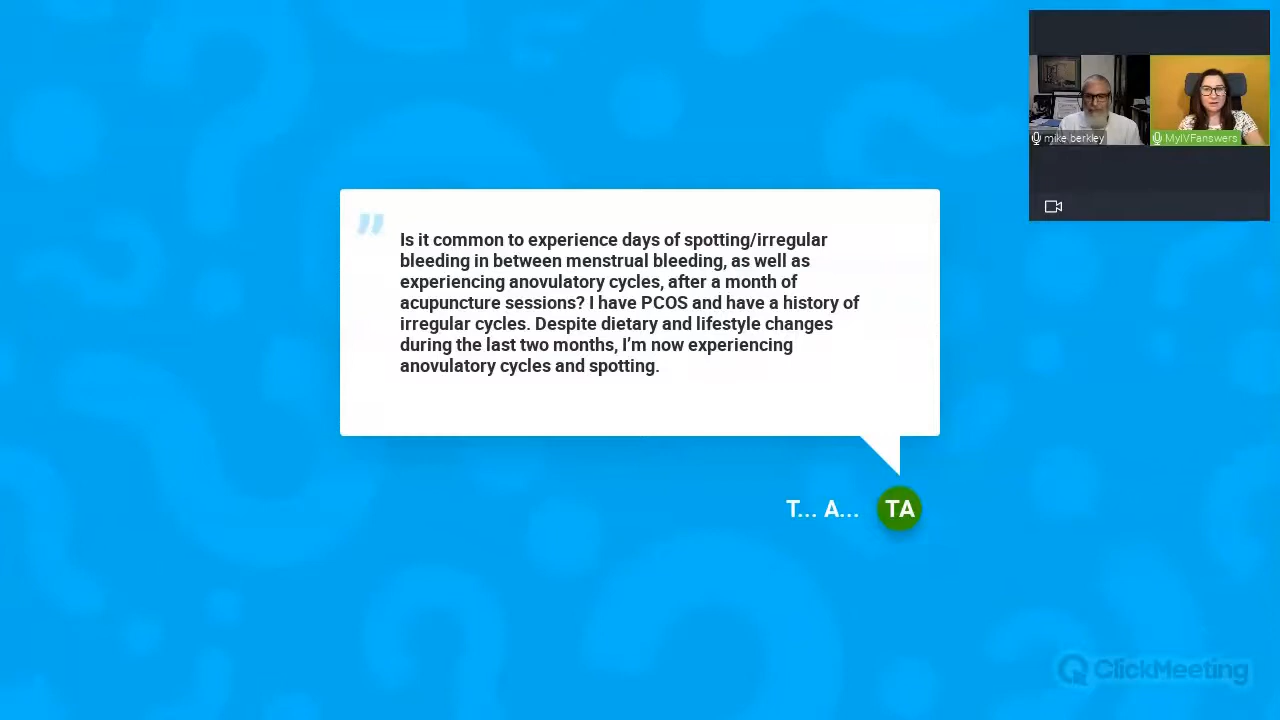 mike berkley
MyIVFanswers
Is it common to experience days of spotting/irregular
bleeding in between menstrual bleeding, as well as
experiencing anovulatory cycles, after a month of
acupuncture sessions? I have PCOS and have a history of
irregular cycles. Despite dietary and lifestyle changes
during the last two months, I’m now experiencing
anovulatory cycles and spotting.
T... A...
TA
ClickMeeting